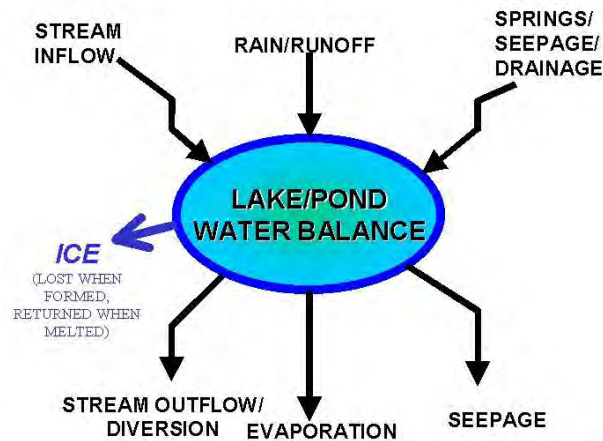 STREAM
INFLOW
RAIN/RUNOFF
SPRINGS/
SEEPAGE/
DRAINAGE
LAKE/POND
WATER BALANCE
ICE
(LOST WHEN
FORMED,
RETURNED WHEN
MELTED)
STREAM OUTFLOW/
DIVERSION
EVAPORATION
SEEPAGE